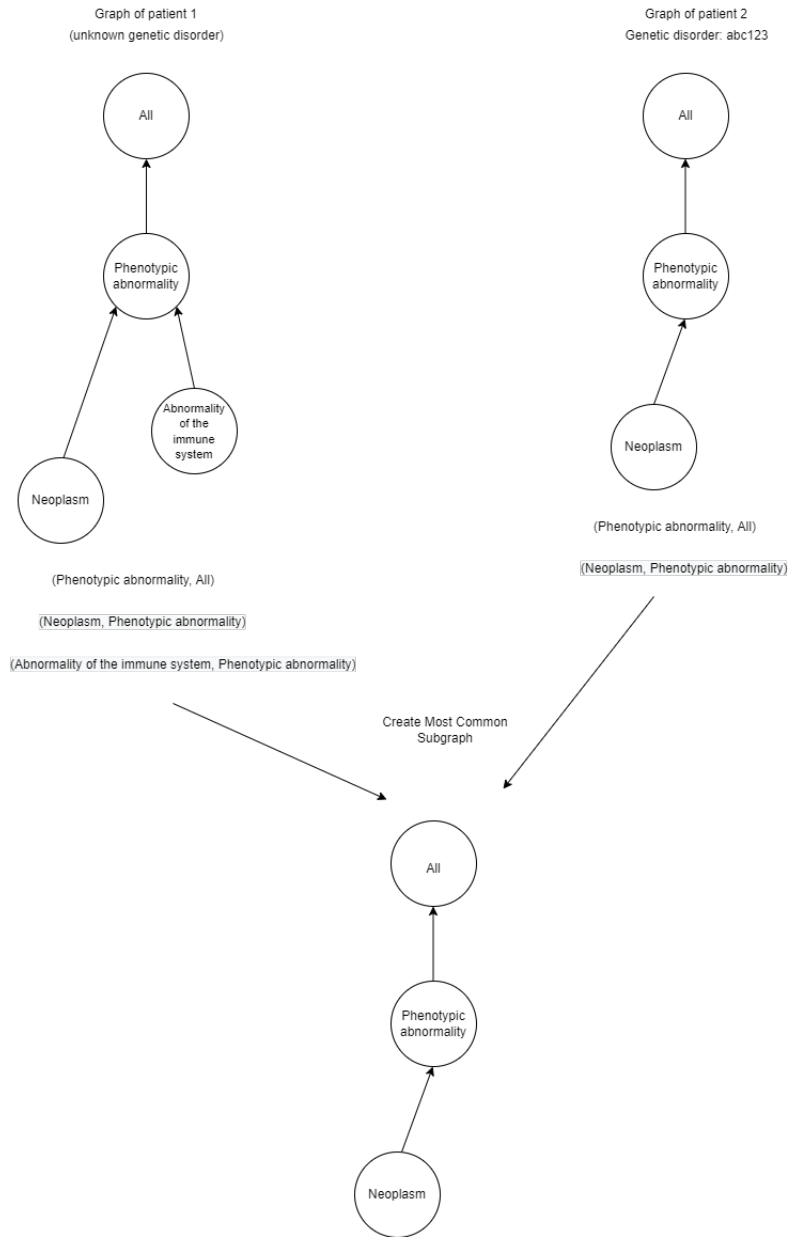 Graph of patient 1
(unknown genetic disorder)
All
Phenotypic
abnormality
Abnormality
of the
immune
system
Neoplasm
(Phenotypic abnormality, All)
(Neoplasm, Phenotypic abnormality)
(Abnormality of the immune system, Phenotypic abnormality)
Graph of patient 2
Genetic disorder: abc123
All
Phenotypic
abnormality
Neoplasm
(Phenotypic abnormality, All)
(Neoplasm, Phenotypic abnormality)
Create Most Common
Subgraph
All
Phenotypic
abnormality
Neoplasm